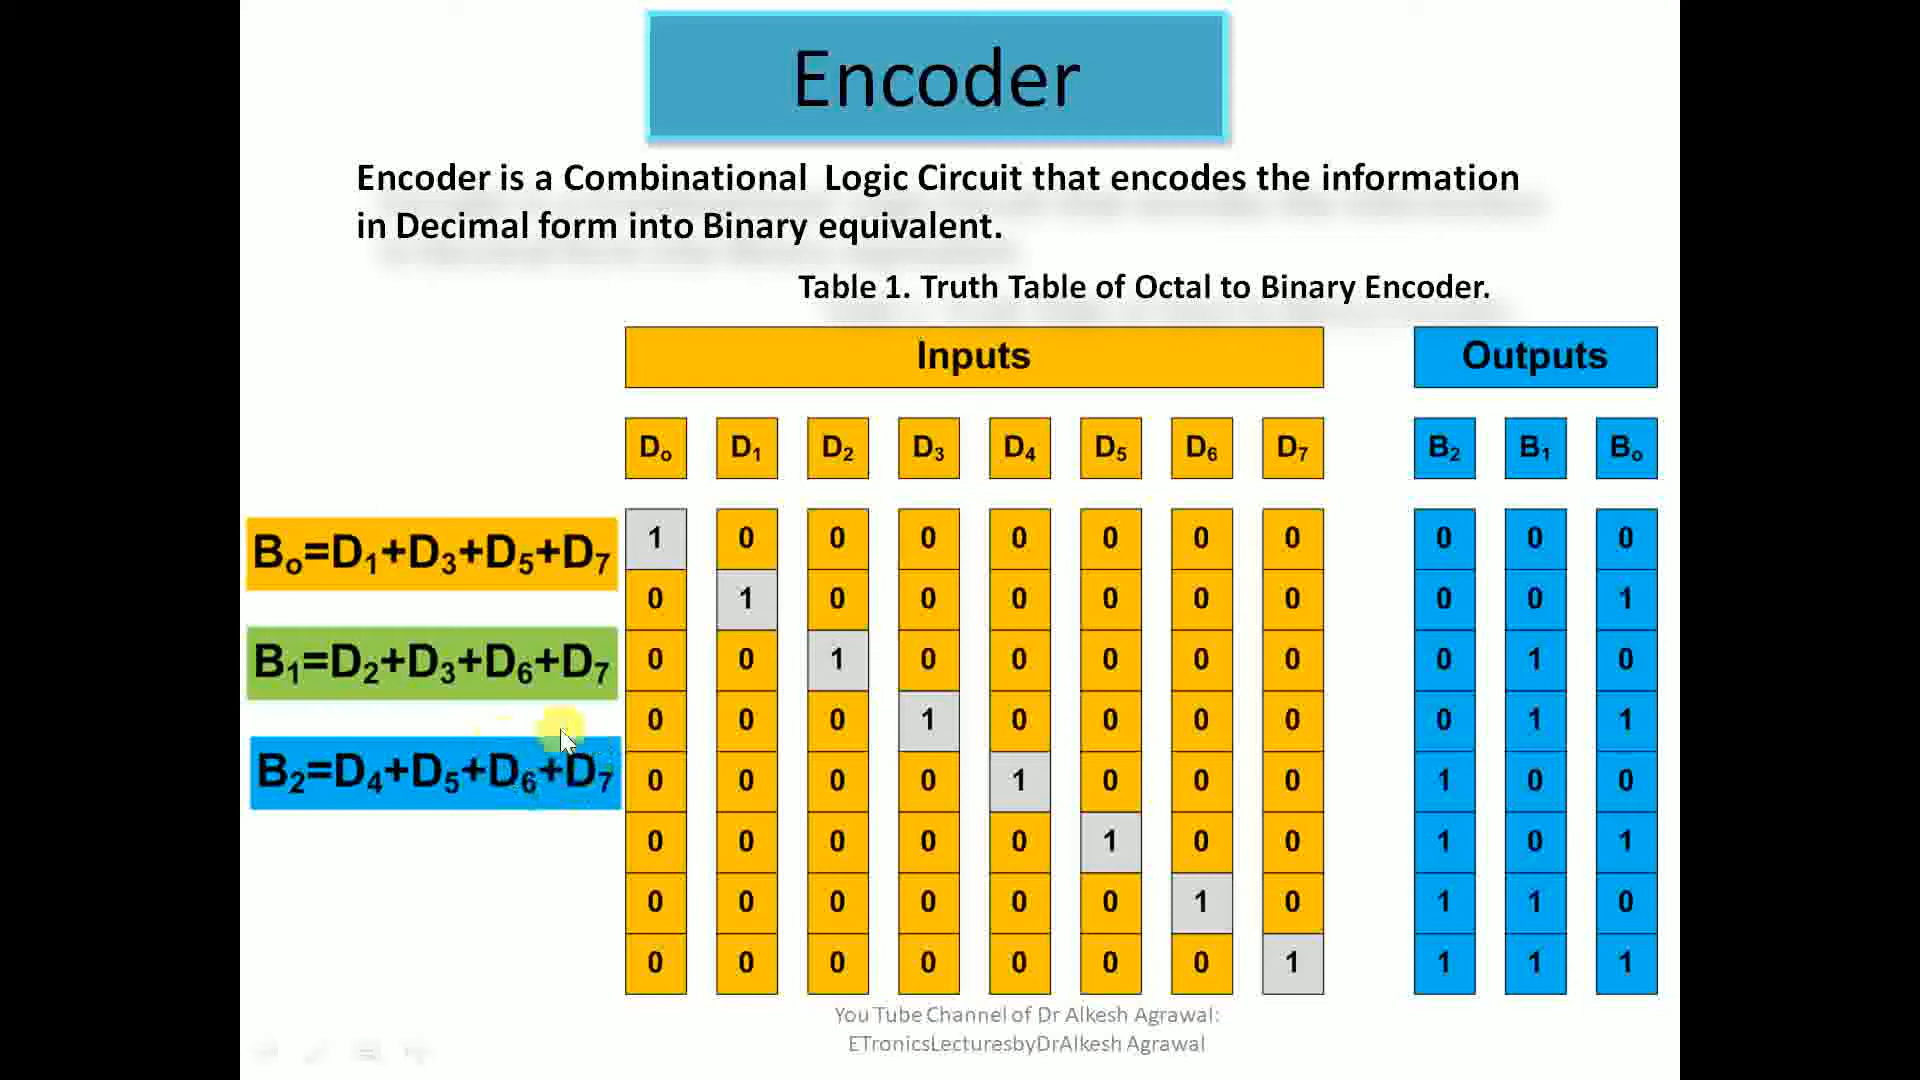 Encoder
Encoder is a Combinational Logic Circuit that encodes the information
in Decimal form into Binary equivalent.
Table 1. Truth Table of Octal to Binary Encoder.
Inputs Outputs
D₀ D₁ D₂ D₃ D₄ D₅ D₆ D₇ B₂ B₁ B₀
B₀=D₁+D₃+D₅+D₇
B₁=D₂+D₃+D₆+D₇
B₂=D₄+D₅+D₆+D₇
1 0 0 0 0 0 0 0 0 0 0
0 1 0 0 0 0 0 0 0 0 1
0 0 1 0 0 0 0 0 0 1 0
0 0 0 1 0 0 0 0 0 1 1
0 0 0 0 1 0 0 0 1 0 0
0 0 0 0 0 1 0 0 1 0 1
0 0 0 0 0 0 1 0 1 1 0
0 0 0 0 0 0 0 1 1 1 1
You Tube Channel of Dr Alkesh Agrawal:
ETronicsLecturesbyDrAlkesh Agrawal